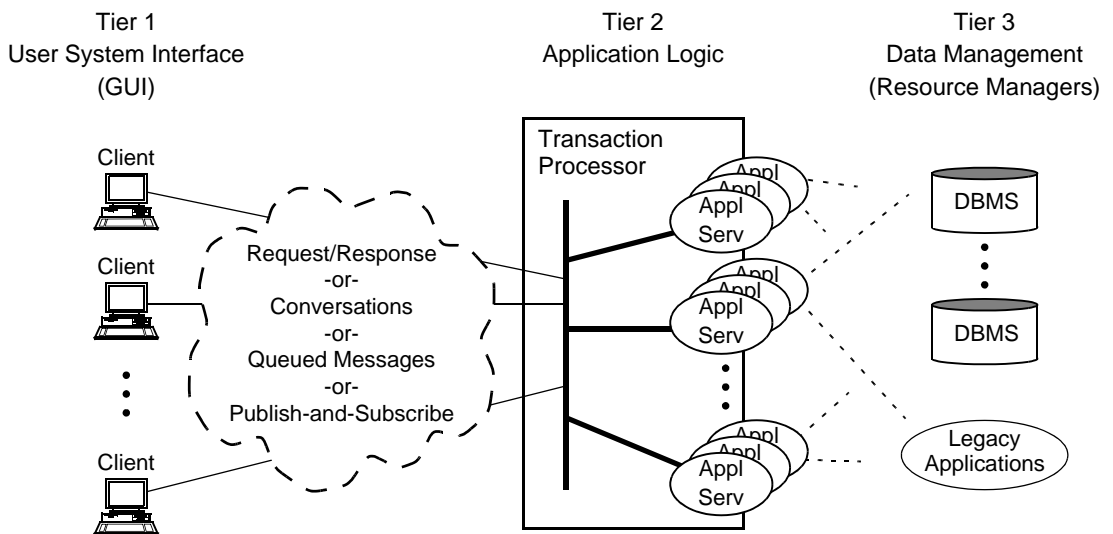 Tier 1
User System Interface
(GUI)
Tier 2
Application Logic
Tier 3
Data Management
(Resource Managers)
Client
Client
Client
Request/Response
-or-
Conversations
-or-
Queued Messages
-or-
Publish-and-Subscribe
Transaction
Processor
Appl
Appl
Appl
Serv
Appl
Appl
Appl
Serv
Appl
Appl
Appl
Serv
DBMS
DBMS
Legacy
Applications